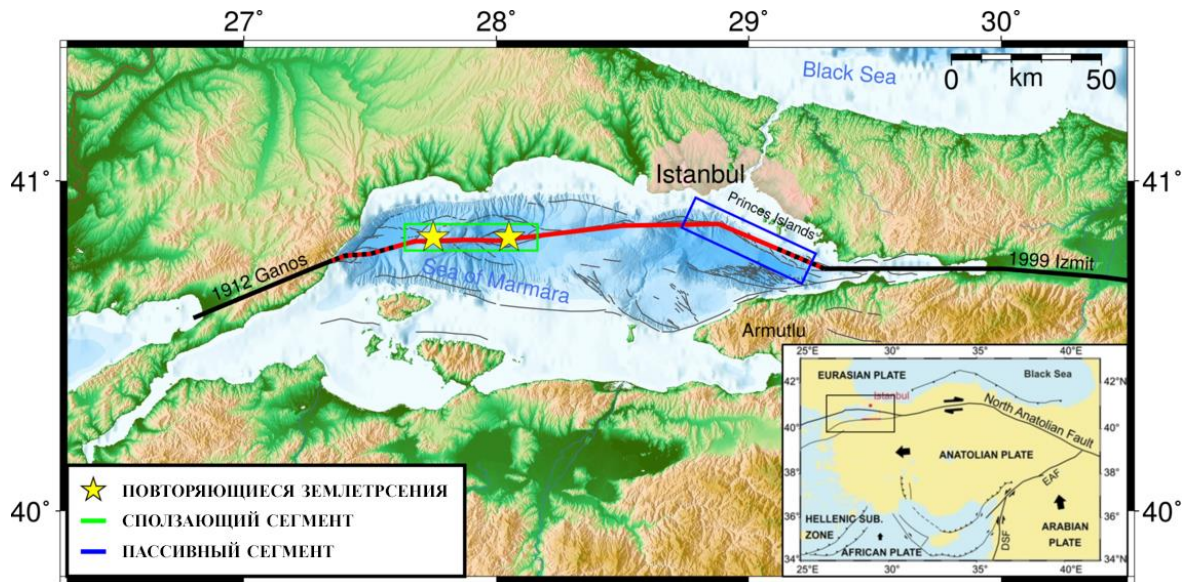 27° 28° 29° 30°
Black Sea
0 50
km
41° 41°
Istanbul
Princes Islands
1912 Ganos
Sea of Marmara
1999 Izmit
Armutlu
40° 40°
ПОВТОРЯЮЩИЕСЯ ЗЕМЛЕТРСЕНИЯ
СПОЛЗАЮЩИЙ СЕГМЕНТ
ПАССИВНЫЙ СЕГМЕНТ
25°E 30° 35° 40°E
42°N
EURASIAN PLATE
Black Sea
42°
Istanbul
40°
North Anatolian Fault
40°
ANATOLIAN PLATE
38°
38°
EAF
36°
36°
HELLENIC SUB.
ZONE
ARABIAN
PLATE
DSF
AFRICAN PLATE
34°
34°N
25° 30° 35° 40°E